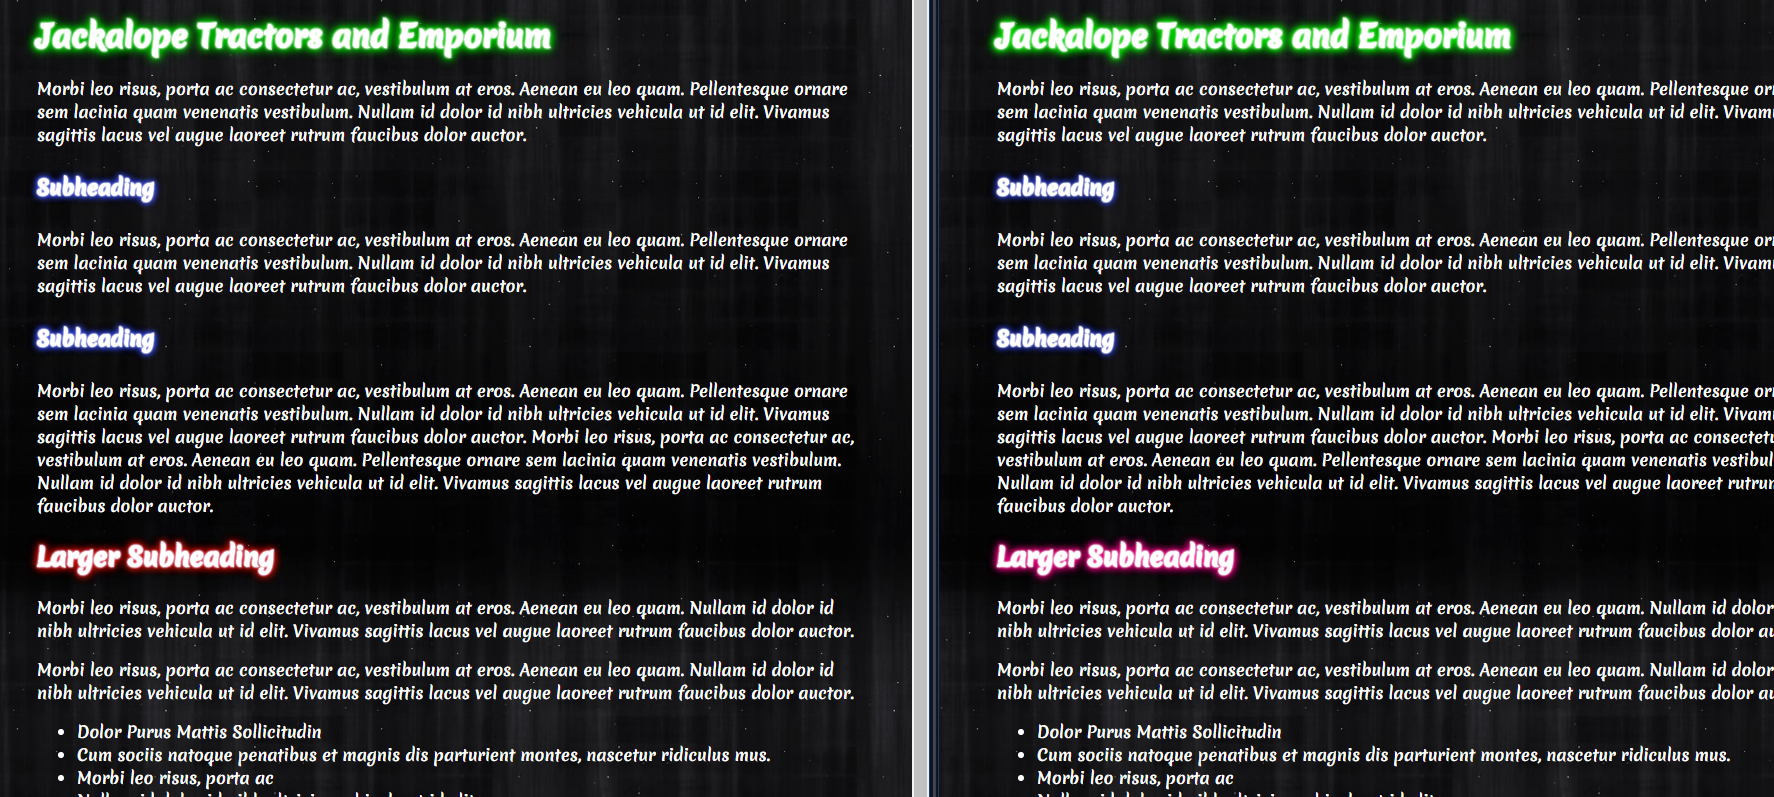 Jackalope Tractors and Emporium
Morbi leo risus, porta ac consectetur ac, vestibulum at eros. Aenean eu leo quam. Pellentesque ornare
sem lacinia quam venenatis vestibulum. Nullam id dolor id nibh ultricies vehicula ut id elit. Vivamus
sagittis lacus vel augue laoreet rutrum faucibus dolor auctor.
Subheading
Morbi leo risus, porta ac consectetur ac, vestibulum at eros. Aenean eu leo quam. Pellentesque ornare
sem lacinia quam venenatis vestibulum. Nullam id dolor id nibh ultricies vehicula ut id elit. Vivamus
sagittis lacus vel augue laoreet rutrum faucibus dolor auctor.
Subheading
Morbi leo risus, porta ac consectetur ac, vestibulum at eros. Aenean eu leo quam. Pellentesque ornare
sem lacinia quam venenatis vestibulum. Nullam id dolor id nibh ultricies vehicula ut id elit. Vivamus
sagittis lacus vel augue laoreet rutrum faucibus dolor auctor. Morbi leo risus, porta ac consectetur ac,
vestibulum at eros. Aenean eu leo quam. Pellentesque ornare sem lacinia quam venenatis vestibulum.
Nullam id dolor id nibh ultricies vehicula ut id elit. Vivamus sagittis lacus vel augue laoreet rutrum
faucibus dolor auctor.
Larger Subheading
Morbi leo risus, porta ac consectetur ac, vestibulum at eros. Aenean eu leo quam. Nullam id dolor id
nibh ultricies vehicula ut id elit. Vivamus sagittis lacus vel augue laoreet rutrum faucibus dolor auctor.
Morbi leo risus, porta ac consectetur ac, vestibulum at eros. Aenean eu leo quam. Nullam id dolor id
nibh ultricies vehicula ut id elit. Vivamus sagittis lacus vel augue laoreet rutrum faucibus dolor auctor.
• Dolor Purus Mattis Sollicitudin
• Cum sociis natoque penatibus et magnis dis parturient montes, nascetur ridiculus mus.
• Morbi leo risus, porta ac
Jackalope Tractors and Emporium
Morbi leo risus, porta ac consectetur ac, vestibulum at eros. Aenean eu leo quam. Pellentesque
sem lacinia quam venenatis vestibulum. Nullam id dolor id nibh ultricies vehicula ut id elit.
sagittis lacus vel augue laoreet rutrum faucibus dolor auctor.
Subheading
Morbi leo risus, porta ac consectetur ac, vestibulum at eros. Aenean eu leo quam. Pellentesque
sem lacinia quam venenatis vestibulum. Nullam id dolor id nibh ultricies vehicula ut id elit.
sagittis lacus vel augue laoreet rutrum faucibus dolor auctor.
Subheading
Morbi leo risus, porta ac consectetur ac, vestibulum at eros. Aenean eu leo quam. Pellentesque
sem lacinia quam venenatis vestibulum. Nullam id dolor id nibh ultricies vehicula ut id elit.
sagittis lacus vel augue laoreet rutrum faucibus dolor auctor. Morbi leo risus, porta ac
vestibulum at eros. Aenean eu leo quam. Pellentesque ornare sem lacinia quam venenatis
Nullam id dolor id nibh ultricies vehicula ut id elit. Vivamus sagittis lacus vel augue laoreet
faucibus dolor auctor.
Larger Subheading
Morbi leo risus, porta ac consectetur ac, vestibulum at eros. Aenean eu leo quam. Nullam id dolor
nibh ultricies vehicula ut id elit. Vivamus sagittis lacus vel augue laoreet rutrum faucibus dolor
Morbi leo risus, porta ac consectetur ac, vestibulum at eros. Aenean eu leo quam. Nullam id dolor
nibh ultricies vehicula ut id elit. Vivamus sagittis lacus vel augue laoreet rutrum faucibus dolor
• Dolor Purus Mattis Sollicitudin
• Cum sociis natoque penatibus et magnis dis parturient montes, nascetur ridiculus mus.
• Morbi leo risus, porta ac